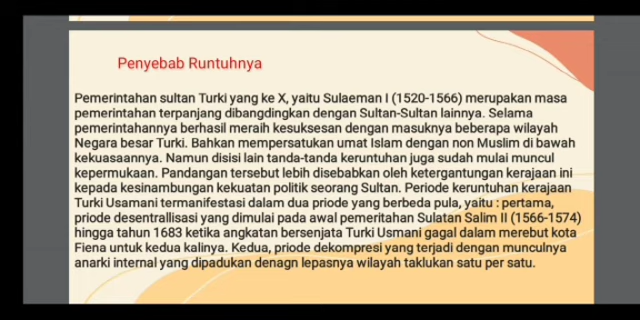 Penyebab Runtuhnya
Pemerintahan sultan Turki yang ke X, yaitu Sulaeman I (1520-1566) merupakan masa
pemerintahan terpanjang dibangdingkan dengan Sultan-Sultan lainnya. Selama
pemerintahannya berhasil meraih kesuksesan dengan masuknya beberapa wilayah
Negara besar Turki. Bahkan mempersatukan umat Islam dengan non Muslim di bawah
kekuasaannya. Namun disisi lain tanda-tanda keruntuhan juga sudah mulai muncul
kepermukaan. Pandangan tersebut lebih disebabkan oleh ketergantungan kerajaan ini
kepada kesinambungan kekuatan politik seorang Sultan. Periode keruntuhan kerajaan
Turki Usamani termanifestasi dalam dua priode yang berbeda pula, yaitu : pertama,
priode desentrallisasi yang dimulai pada awal pemeritahan Sulatan Salim II (1566-1574)
hingga tahun 1683 ketika angkatan bersenjata Turki Usmani gagal dalam merebut kota
Fiena untuk kedua kalinya. Kedua, priode dekompresi yang terjadi dengan munculnya
anarki internal yang dipadukan denagn lepasnya wilayah taklukan satu per satu.